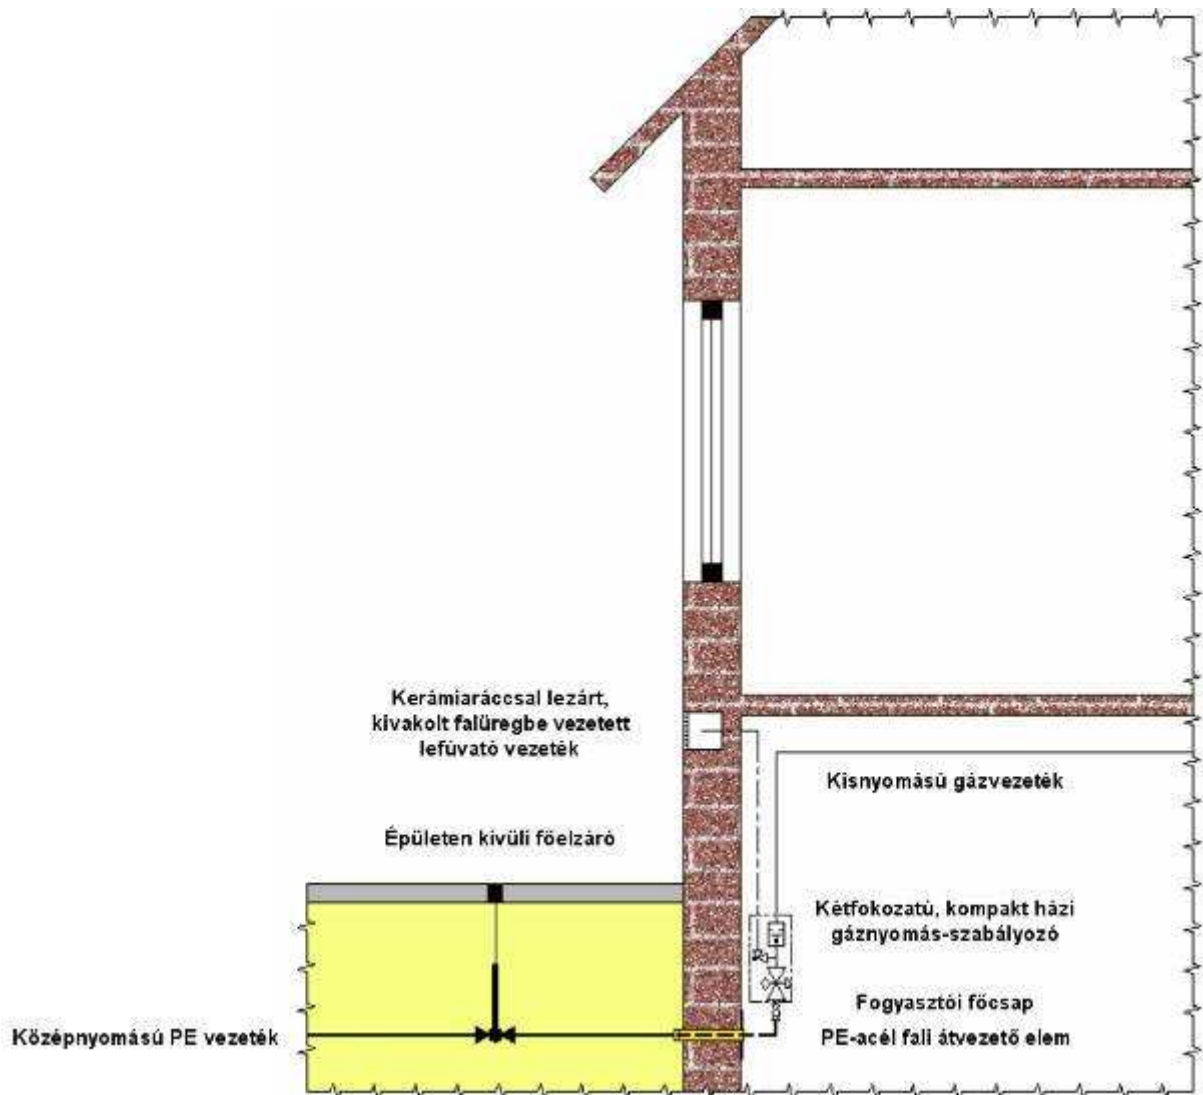 Kerámiaráccsal lezárt,
kivakolt falüregbe vezetett
lefúvató vezeték
Kisnyomású gázvezeték
Épületen kívüli főelzáró
Kétfokozatú, kompakt házi
gáznyomás-szabályozó
Fogyasztói főcsap
Középnyomású PE vezeték
PE-acél fali átvezető elem